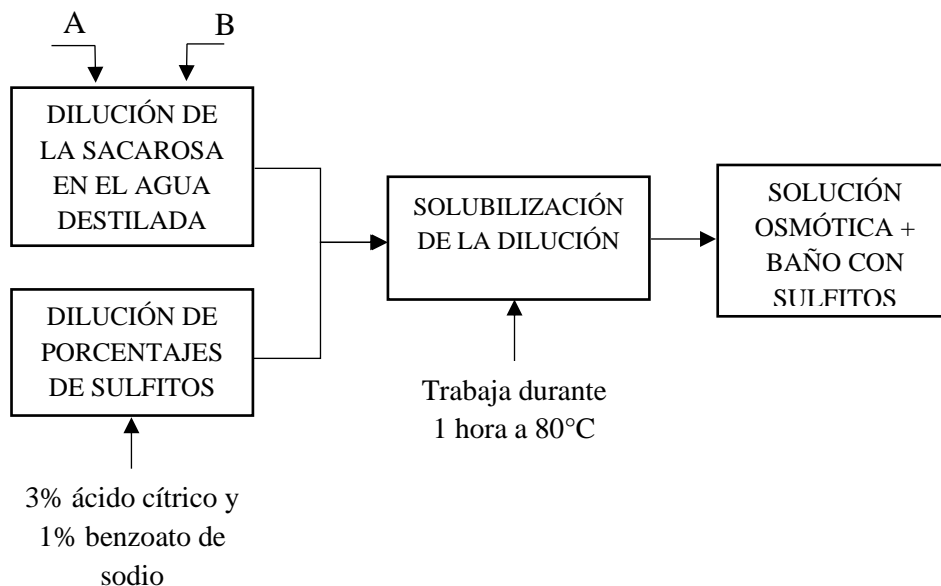 A
B
DILUCIÓN DE
LA SACAROSA
EN EL AGUA
DESTILADA
DILUCIÓN DE
PORCENTAJES
DE SULFITOS
3% ácido cítrico y
1% benzoato de
sodio
SOLUBILIZACIÓN
DE LA DILUCIÓN
Trabaja durante
1 hora a 80°C
SOLUCIÓN
OSMÓTICA +
BAÑO CON
SULFITOS